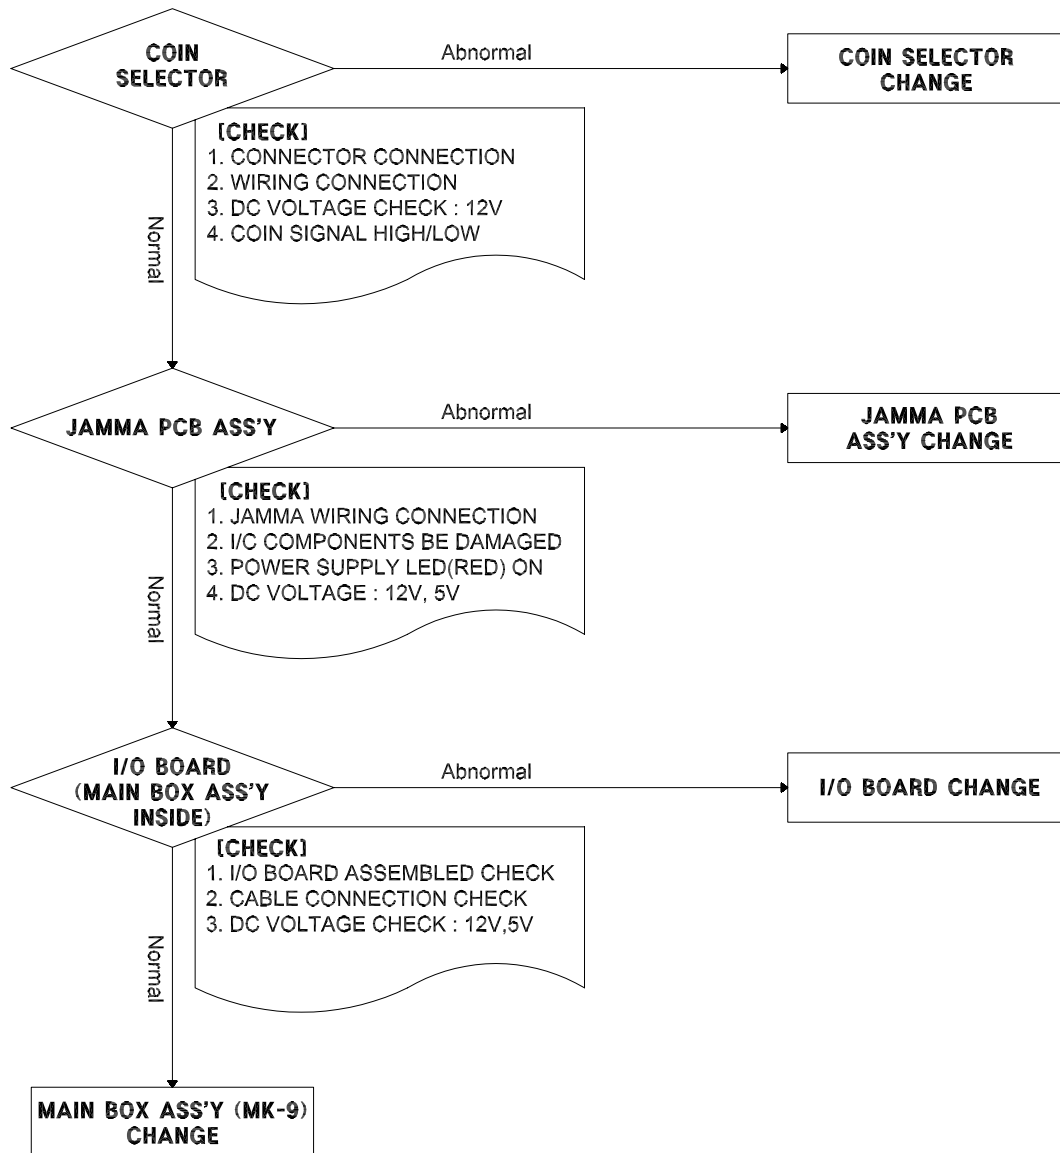 COIN
SELECTOR
Abnormal
COIN SELECTOR
CHANGE
[CHECK]
1. CONNECTOR CONNECTION
2. WIRING CONNECTION
3. DC VOLTAGE CHECK : 12V
4. COIN SIGNAL HIGH/LOW
Normal
JAMMA PCB ASS'Y
Abnormal
JAMMA PCB
ASS'Y CHANGE
[CHECK]
1. JAMMA WIRING CONNECTION
2. I/C COMPONENTS BE DAMAGED
3. POWER SUPPLY LED(RED) ON
4. DC VOLTAGE : 12V, 5V
Normal
I/O BOARD
(MAIN BOX ASS'Y
INSIDE)
Abnormal
I/O BOARD CHANGE
[CHECK]
1. I/O BOARD ASSEMBLED CHECK
2. CABLE CONNECTION CHECK
3. DC VOLTAGE CHECK : 12V,5V
Normal
MAIN BOX ASS'Y (MK-9)
CHANGE